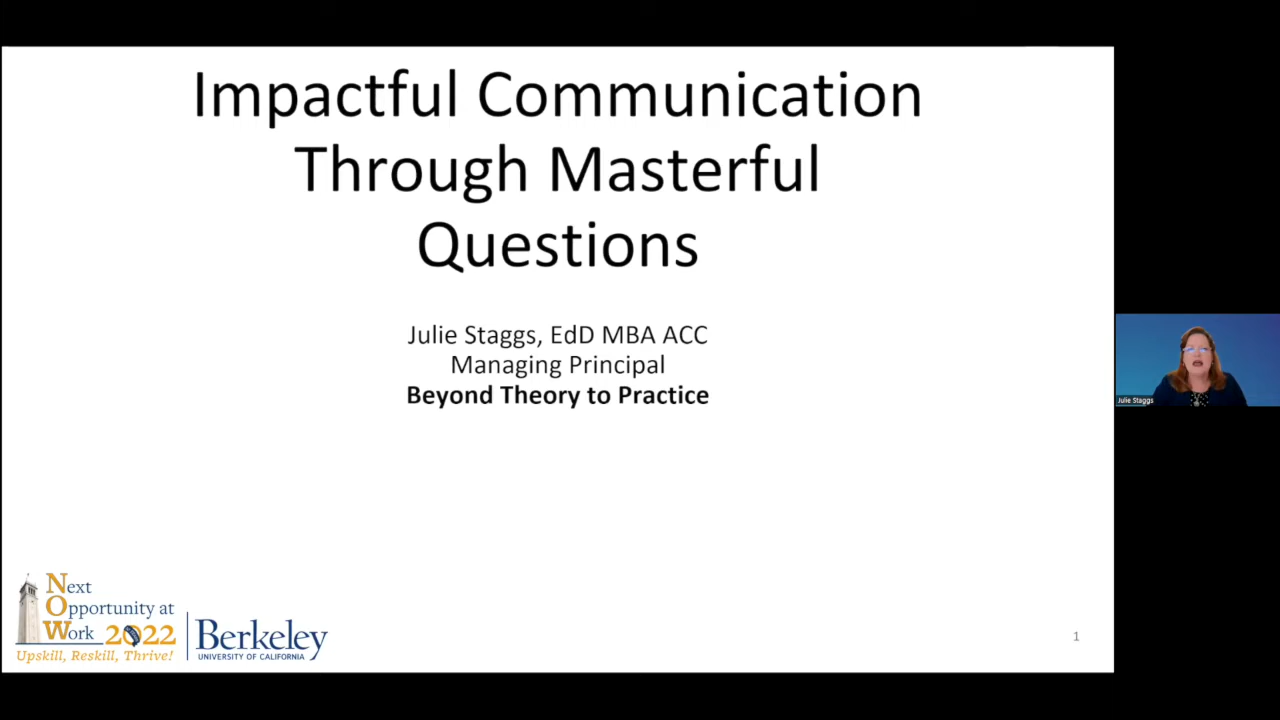 Impactful Communication
Through Masterful
Questions
Julie Staggs, EdD MBA ACC
Managing Principal
Beyond Theory to Practice
Julie Staggs
Next
Opportunity at
Work 2022
Upskill, Reskill, Thrive!
Berkeley
UNIVERSITY OF CALIFORNIA
1